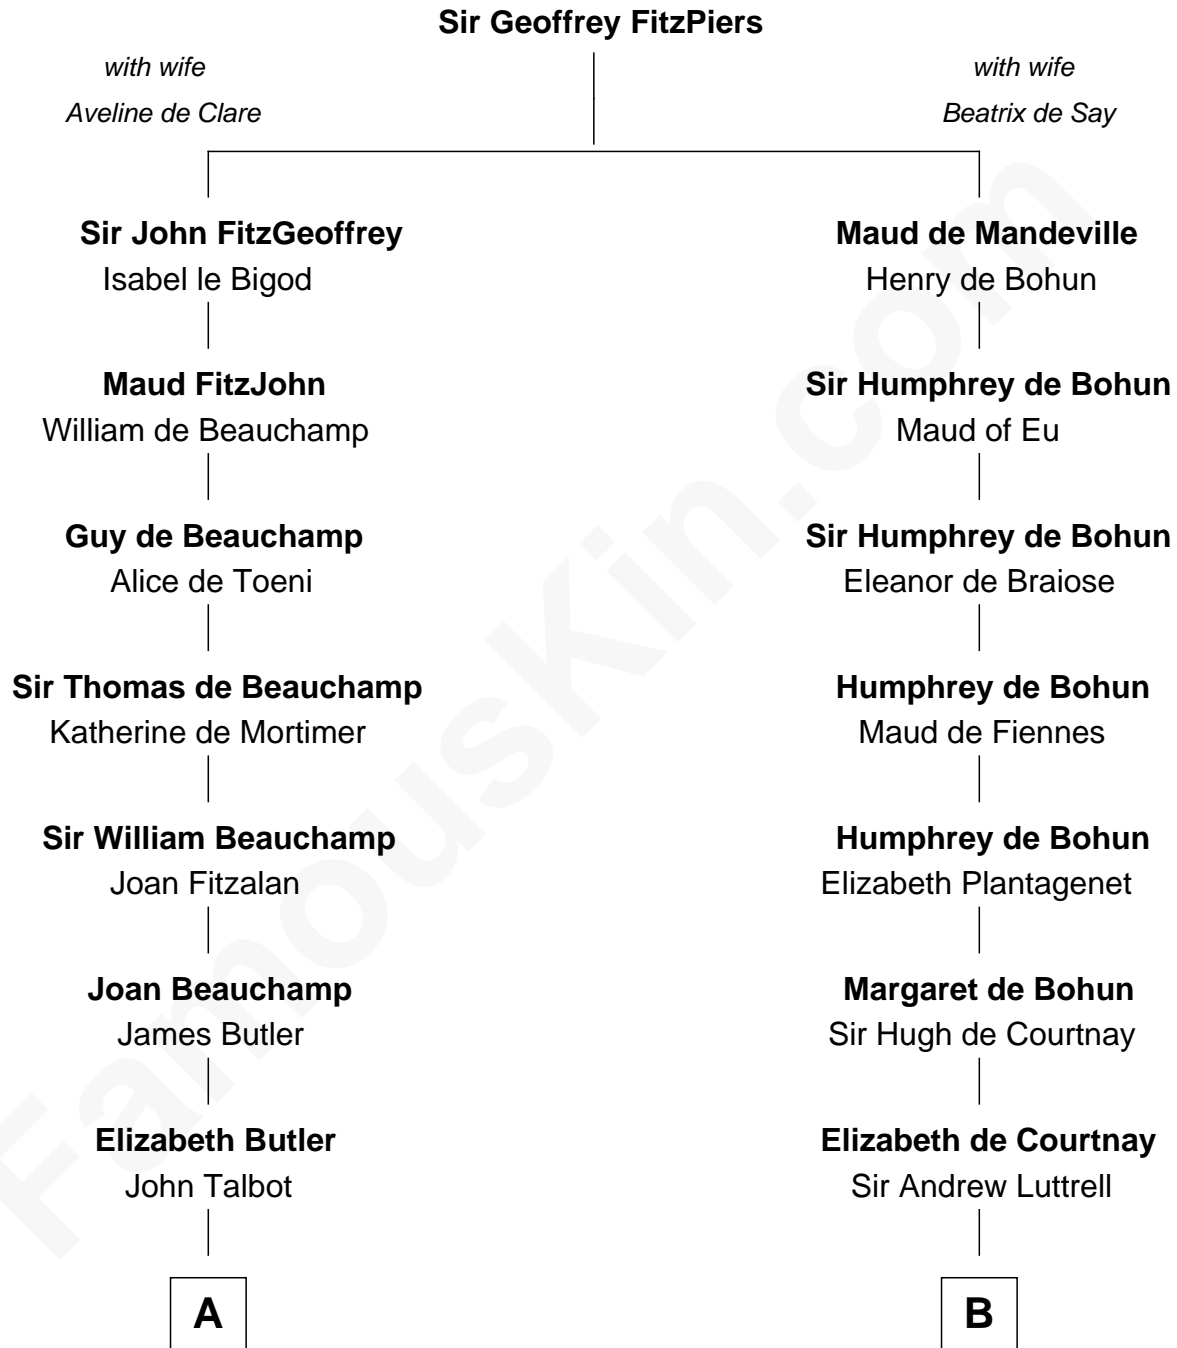 Sir Geoffrey FitzPiers
with wife
Aveline de Clare
with wife
Beatrix de Say
Sir John FitzGeoffrey
Isabel le Bigod
Maud de Mandeville
Henry de Bohun
Maud FitzJohn
William de Beauchamp
Sir Humphrey de Bohun
Maud of Eu
Guy de Beauchamp
Alice de Toeni
Sir Humphrey de Bohun
Eleanor de Braiose
Sir Thomas de Beauchamp
Katherine de Mortimer
Humphrey de Bohun
Maud de Fiennes
Sir William Beauchamp
Joan Fitzalan
Humphrey de Bohun
Elizabeth Plantagenet
Joan Beauchamp
James Butler
Margaret de Bohun
Sir Hugh de Courtnay
Elizabeth Butler
John Talbot
Elizabeth de Courtnay
Sir Andrew Luttrell
A
B
FamousKin.com